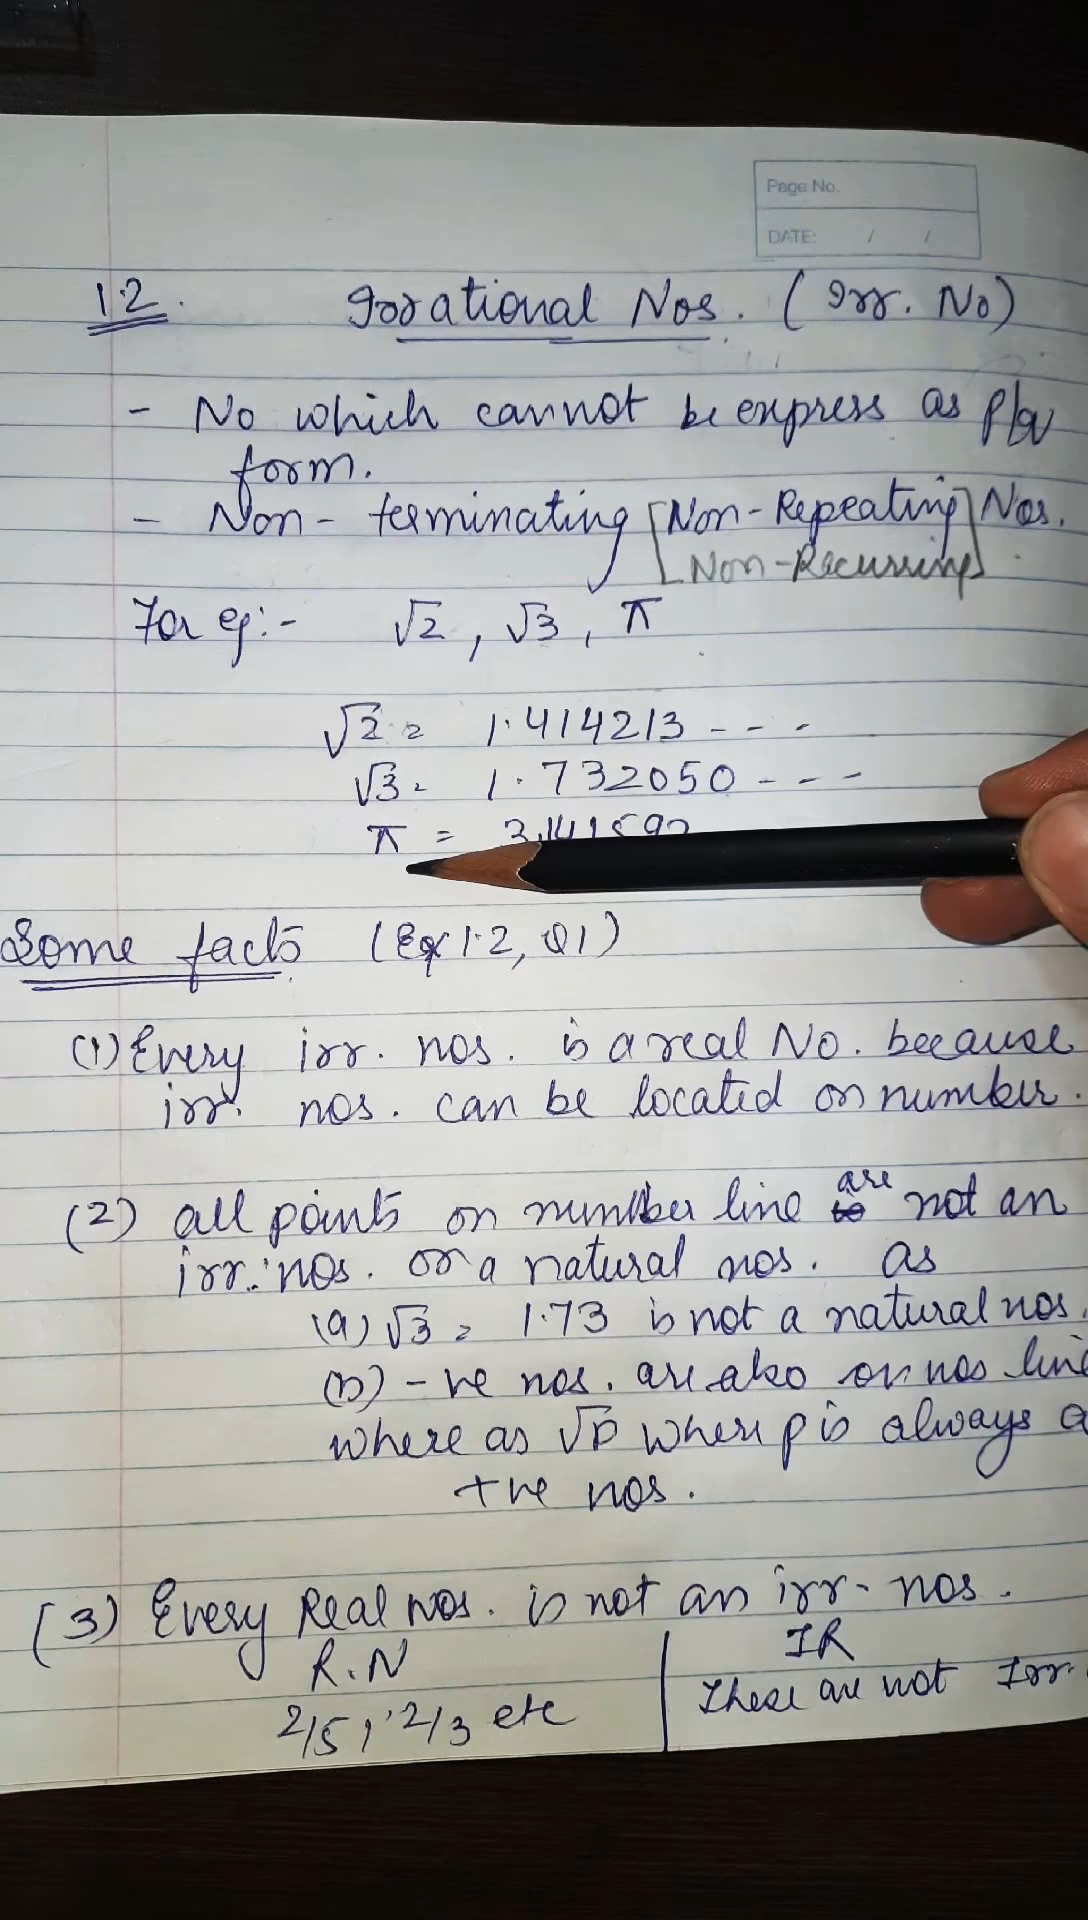 Page No.
DATE: / /
1.2. Irrational Nos. (Irr. No)
- No which cannot be express as p/q
form.
- Non-terminating [Non-Repeating] Nos.
[Non-Recurring]
For eg:- √2, √3, π
√2 = 1.414213 - - -
√3 = 1.732050 - - -
π = 3.141592
Some facts (Ex 1.2, Q1)
(1) Every irr. nos. is a real No. because
irr. nos. can be located on number.
(2) all points on number line are not an
irr. nos. or a natural nos. as
(a) √3 = 1.73 is not a natural nos.
(b) -ve nos. are also on nos line
where as √p where p is always a
+ve nos.
(3) Every Real nos. is not an irr- nos.
R.N IR
2/5, 2/3 etc These are not Irr.